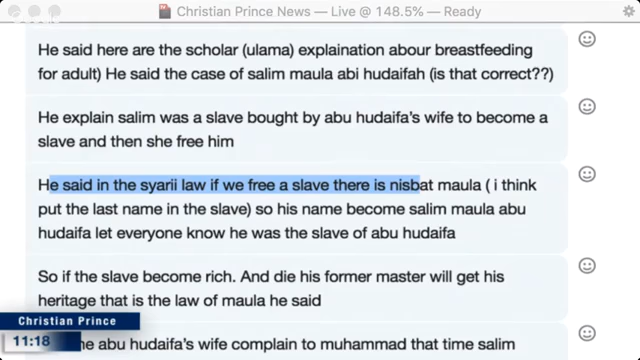 Christian Prince News — Live @ 148.5% — Ready
He said here are the scholar (ulama) explaination abour breastfeeding
for adult) He said the case of salim maula abi hudaifah (is that correct??)
He explain salim was a slave bought by abu hudaifa's wife to become a
slave and then she free him
He said in the syarii law if we free a slave there is nisbat maula ( i think
put the last name in the slave) so his name become salim maula abu
hudaifa let everyone know he was the slave of abu hudaifa
So if the slave become rich. And die his former master will get his
heritage that is the law of maula he said
Christian Prince
11:18
he abu hudaifa's wife complain to muhammad that time salim